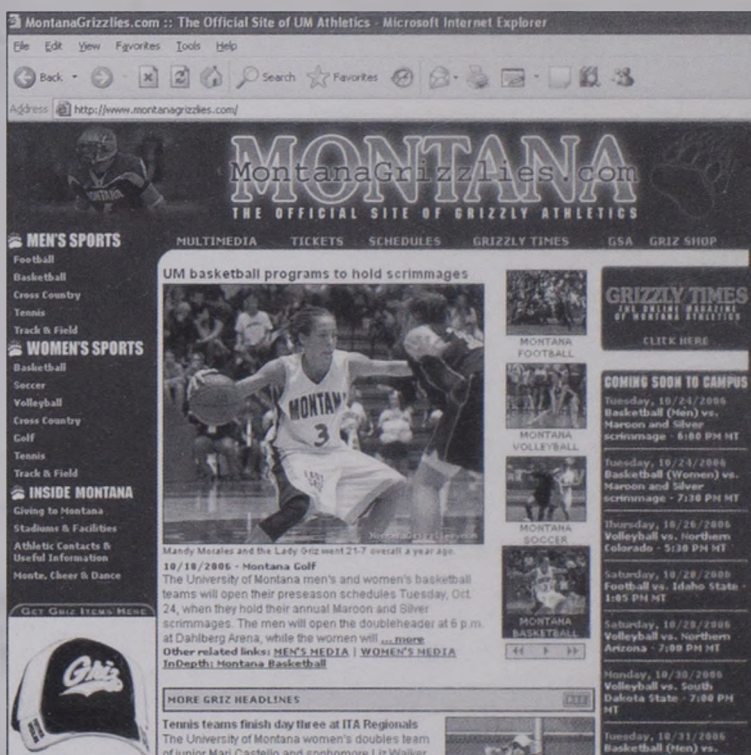 MontanaGrizzlies.com :: The Official Site of UM Athletics - Microsoft Internet Explorer
File Edit View Favorites Tools Help
Back Search Favorites
Address http://www.montanagrizzlies.com/
MONTANA
MontanaGrizzlies.com
THE OFFICIAL SITE OF GRIZZLY ATHLETICS
MULTIMEDIA TICKETS SCHEDULES GRIZZLY TIMES GSA GRIZ SHOP
MEN'S SPORTS
Football
Basketball
Cross Country
Tennis
Track & Field
WOMEN'S SPORTS
Basketball
Soccer
Volleyball
Cross Country
Golf
Tennis
Track & Field
INSIDE MONTANA
Giving to Montana
Stadiums & Facilities
Athletic Contacts &
Useful Information
Monte, Cheer & Dance
GET GRIZ ITEMS HERE
Griz
UM basketball programs to hold scrimmages
MONTANA
3
MontanaGrizzlies.com
Mandy Morales and the Lady Griz went 21-7 overall a year ago.
10/18/2006 - Montana Golf
The University of Montana men's and women's basketball
teams will open their preseason schedules Tuesday, Oct.
24, when they hold their annual Maroon and Silver
scrimmages. The men will open the doubleheader at 6 p.m.
at Dahlberg Arena, while the women will ... more
Other related links: MEN'S MEDIA | WOMEN'S MEDIA
InDepth: Montana Basketball
MORE GRIZ HEADLINES
Tennis teams finish day three at ITA Regionals
The University of Montana women's doubles team
of junior Mari Castello and sophomore Liz Walker
MONTANA
FOOTBALL
MONTANA
VOLLEYBALL
MONTANA
SOCCER
MONTANA
BASKETBALL
GRIZZLY TIMES
THE ONLINE MAGAZINE
OF MONTANA ATHLETICS
CLICK HERE
COMING SOON TO CAMPUS
Tuesday, 10/24/2006
Basketball (Men) vs.
Maroon and Silver
scrimmage - 6:00 PM MT
Tuesday, 10/24/2006
Basketball (Women) vs.
Maroon and Silver
scrimmage - 7:30 PM MT
Thursday, 10/26/2006
Volleyball vs. Northern
Colorado - 5:30 PM MT
Saturday, 10/28/2006
Football vs. Idaho State -
1:05 PM MT
Saturday, 10/28/2006
Volleyball vs. Northern
Arizona - 7:00 PM MT
Monday, 10/30/2006
Volleyball vs. South
Dakota State - 7:00 PM
MT
Tuesday, 10/31/2006
Basketball (Men) vs.